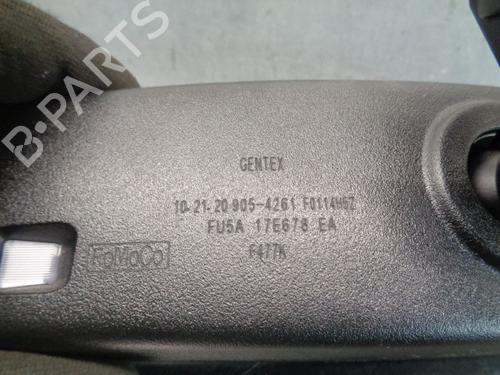 B-PARTS
GENTEX
10-21-20 905-4261 F0114H6Z
FU5A 17E678 EA
F477K
FoMoCo